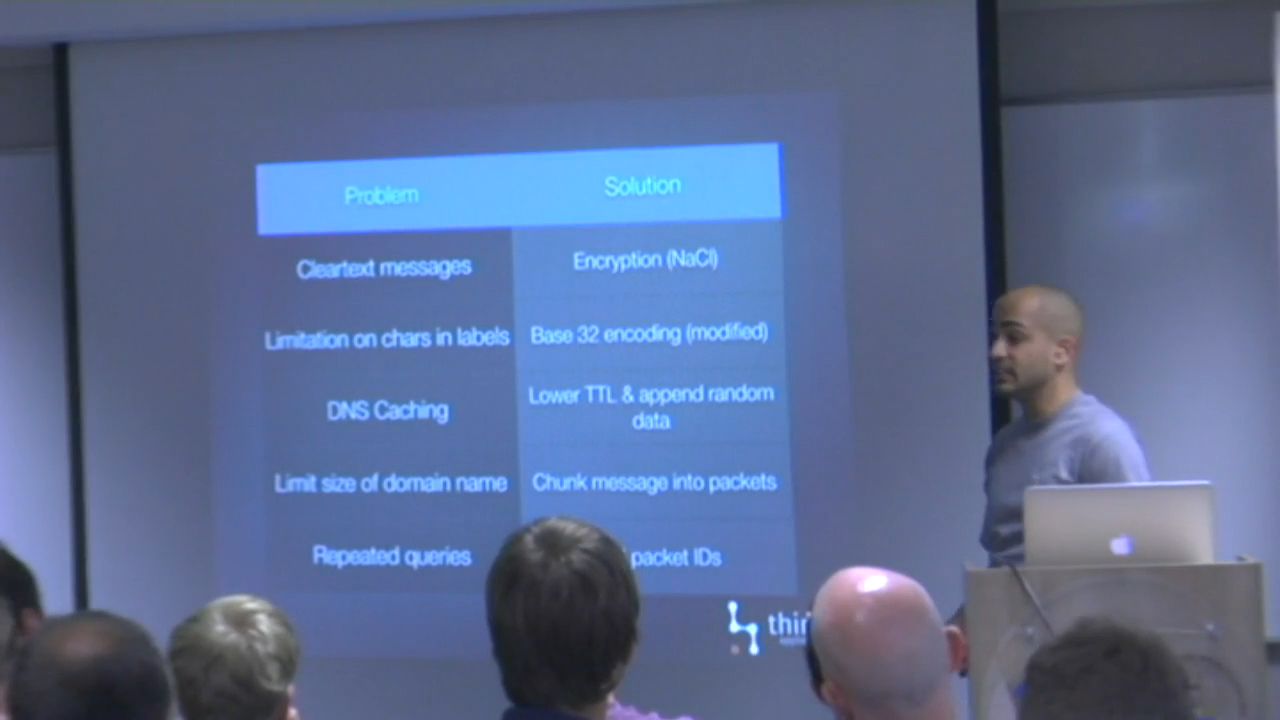 Problem Solution
Cleartext messages Encryption (NaCl)
Limitation on chars in labels Base 32 encoding (modified)
DNS Caching Lower TTL & append random
data
Limit size of domain name Chunk message into packets
Repeated queries packet IDs